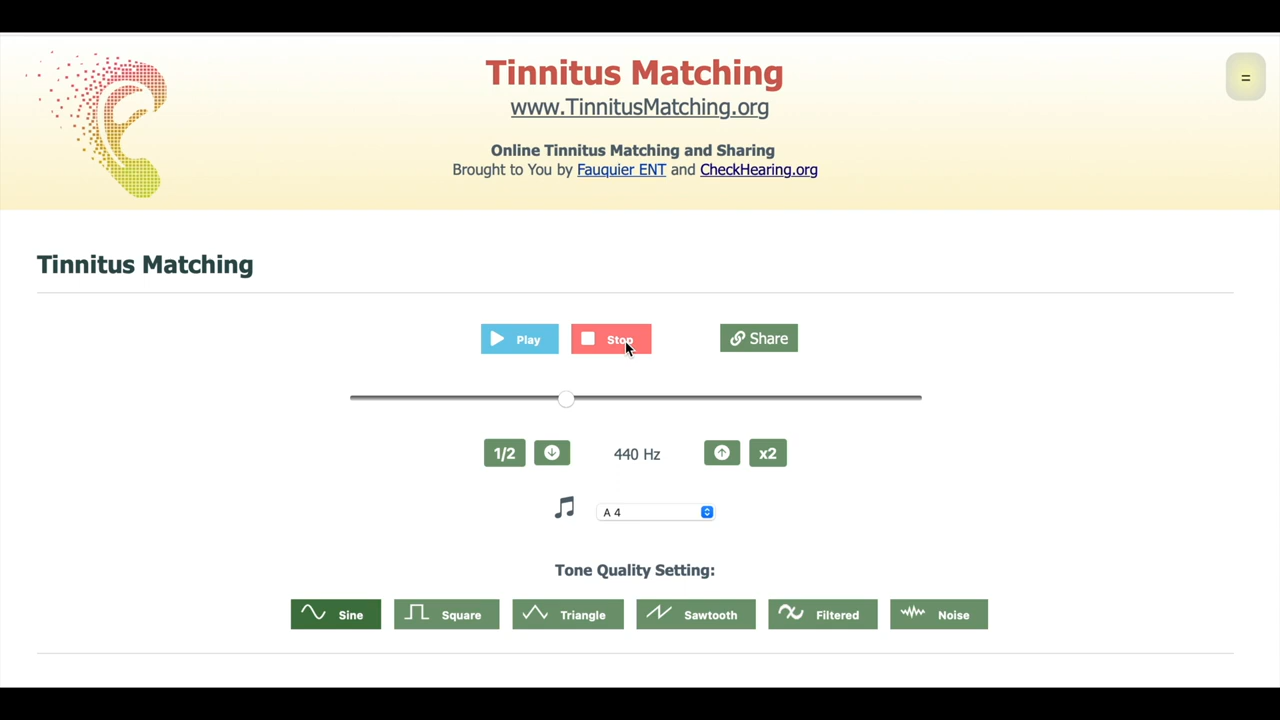 Tinnitus Matching
www.TinnitusMatching.org
=
Online Tinnitus Matching and Sharing
Brought to You by Fauquier ENT and CheckHearing.org
Tinnitus Matching
Play Stop Share
1/2 440 Hz x2
A 4
Tone Quality Setting:
Sine Square Triangle Sawtooth Filtered Noise